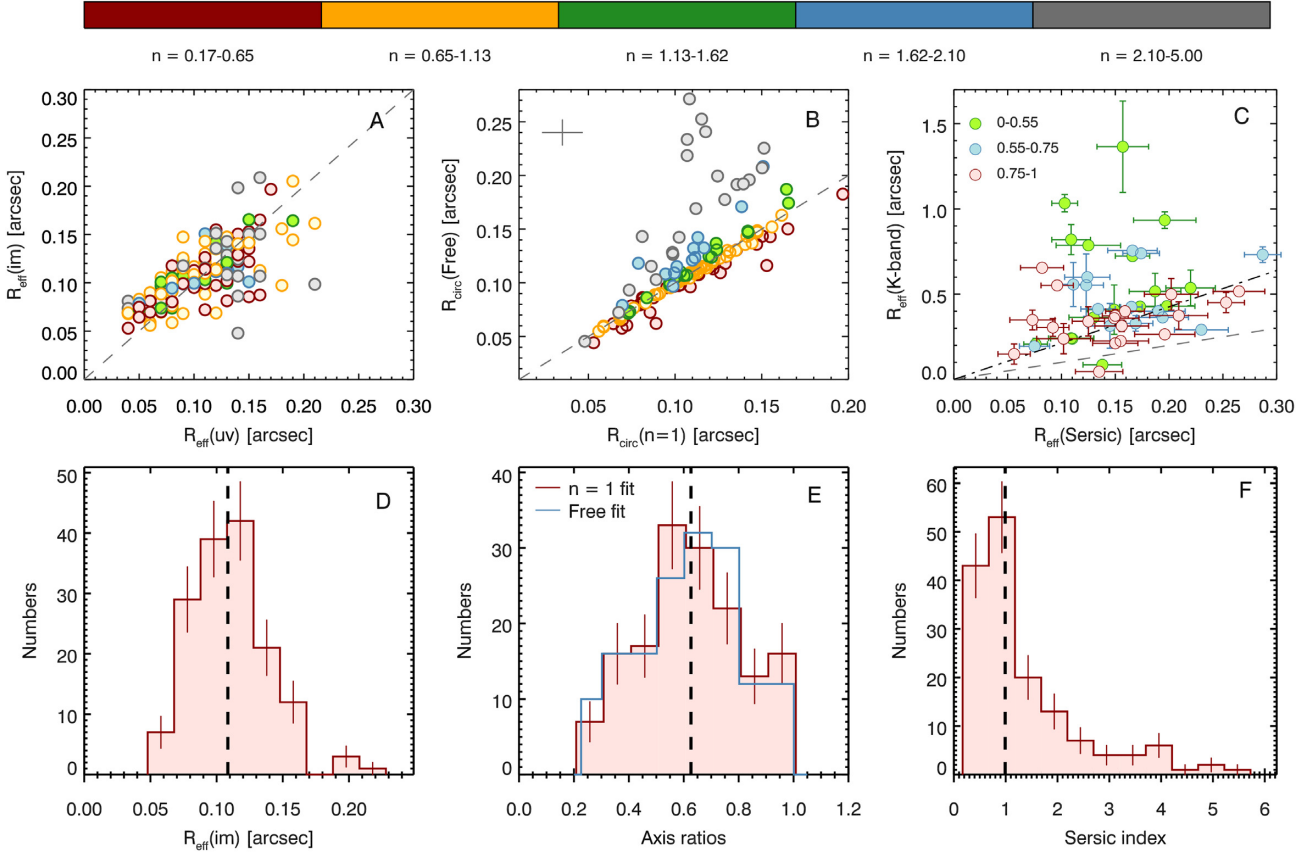 n = 0.17-0.65 n = 0.65-1.13 n = 1.13-1.62 n = 1.62-2.10 n = 2.10-5.00
A
0.30
0.25
0.20
0.15
0.10
0.05
0.00
R_eff(im) [arcsec]
0.00 0.05 0.10 0.15 0.20 0.25 0.30
R_eff(uv) [arcsec]
B
0.25
0.20
0.15
0.10
0.05
R_circ(Free) [arcsec]
0.05 0.10 0.15 0.20
R_circ(n=1) [arcsec]
C
0-0.55
0.55-0.75
0.75-1
1.5
1.0
0.5
0.0
R_eff(K-band) [arcsec]
0.00 0.05 0.10 0.15 0.20 0.25 0.30
R_eff(Sersic) [arcsec]
D
50
40
30
20
10
0
Numbers
0.00 0.05 0.10 0.15 0.20
R_eff(im) [arcsec]
E
n = 1 fit
Free fit
40
30
20
10
0
Numbers
0.0 0.2 0.4 0.6 0.8 1.0 1.2
Axis ratios
F
60
50
40
30
20
10
0
Numbers
0 1 2 3 4 5 6
Sersic index